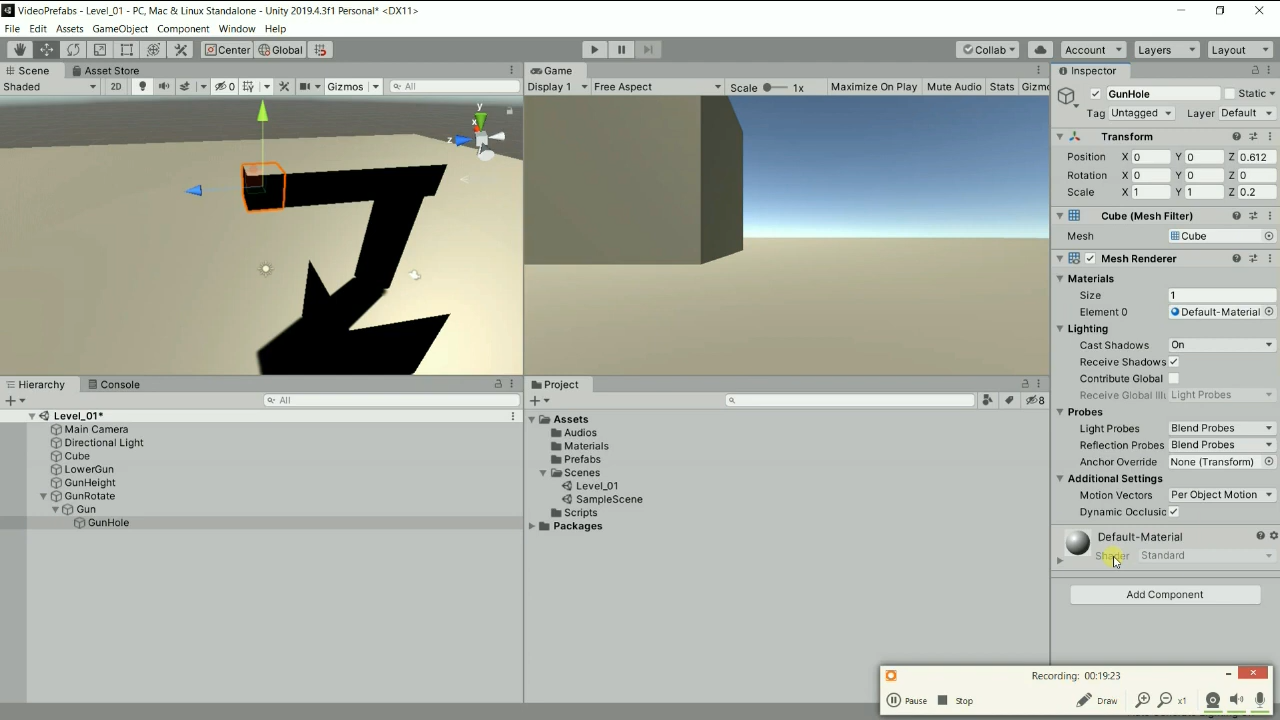 VideoPrefabs - Level_01 - PC, Mac & Linux Standalone - Unity 2019.4.3f1 Personal* <DX11>
File Edit Assets GameObject Component Window Help
Center Global Collab Account Layers Layout
Scene Asset Store
Shaded 2D 0 Gizmos All
y
x
z
Game
Display 1 Free Aspect Scale 1x Maximize On Play Mute Audio Stats Gizmo
Inspector
GunHole Static
Tag Untagged Layer Default
Transform
Position X 0 Y 0 Z 0.612
Rotation X 0 Y 0 Z 0
Scale X 1 Y 1 Z 0.2
Cube (Mesh Filter)
Mesh Cube
Mesh Renderer
Materials
Size 1
Element 0 Default-Material
Lighting
Cast Shadows On
Receive Shadows
Contribute Global
Receive Global Illu Light Probes
Probes
Light Probes Blend Probes
Reflection Probes Blend Probes
Anchor Override None (Transform)
Additional Settings
Motion Vectors Per Object Motion
Dynamic Occlusic
Default-Material
Shader Standard
Add Component
Hierarchy Console
All
Level_01*
Main Camera
Directional Light
Cube
LowerGun
GunHeight
GunRotate
Gun
GunHole
Project
8
Assets
Audios
Materials
Prefabs
Scenes
Level_01
SampleScene
Scripts
Packages
Recording: 00:19:23
Pause Stop Draw x1